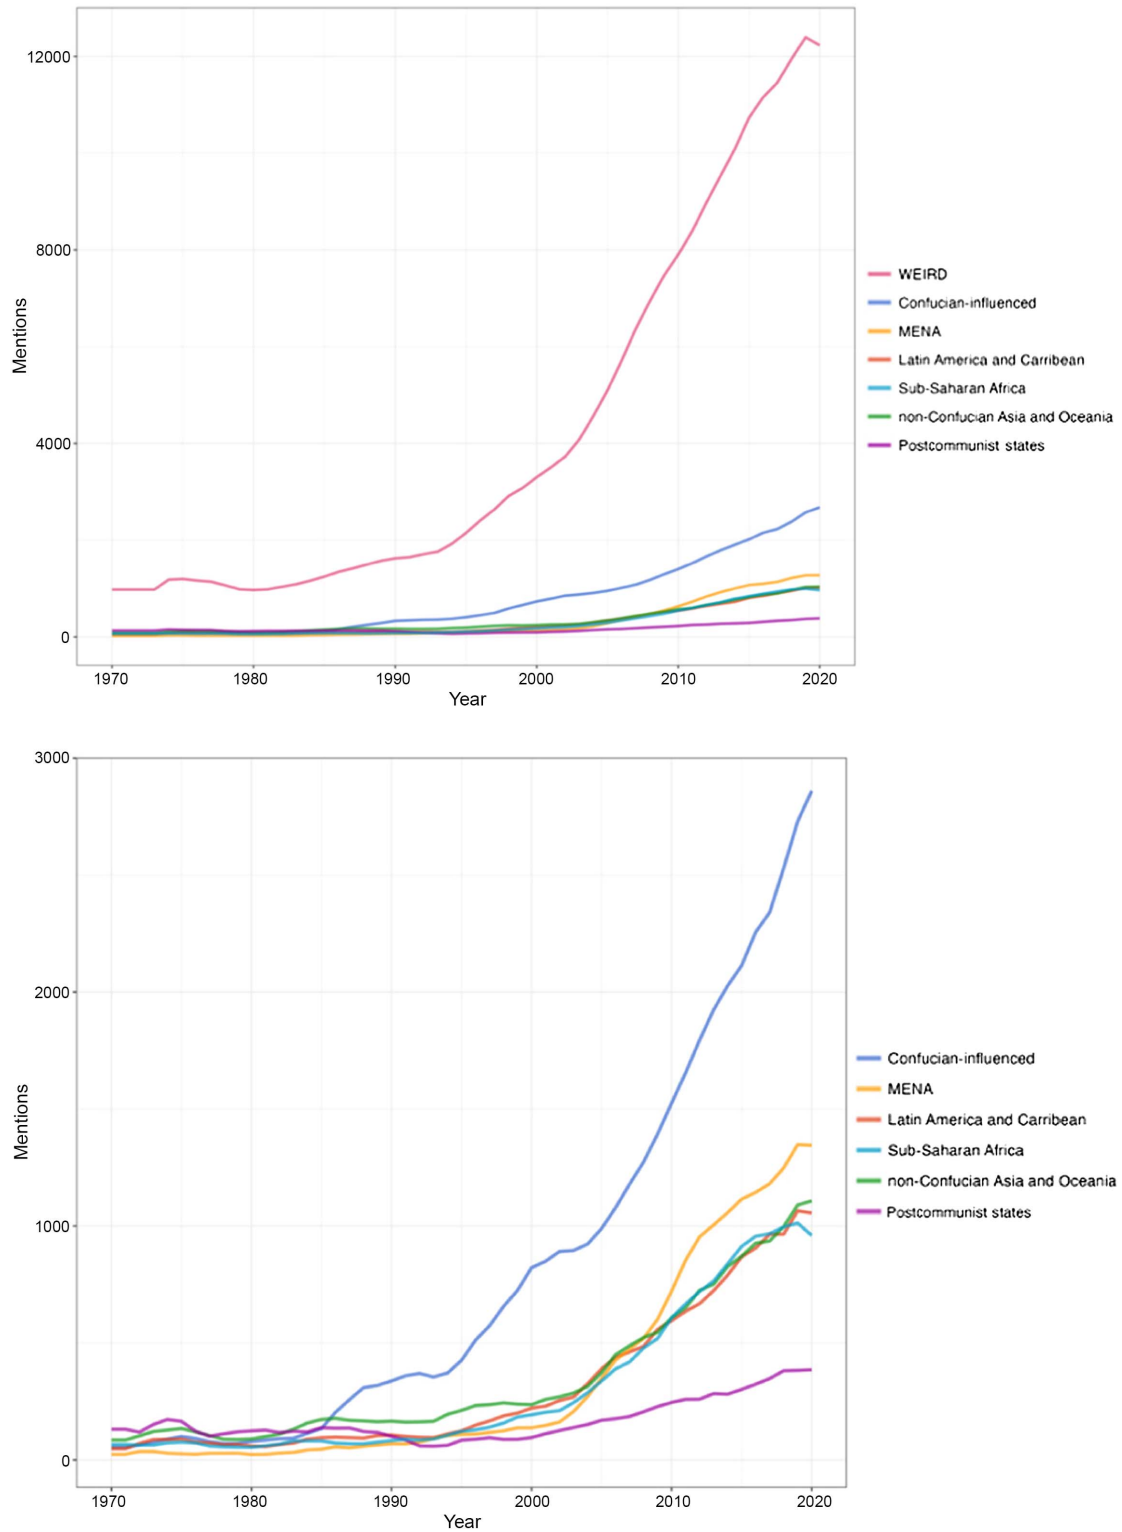 12000
8000
4000
0
Mentions
1970
1980
1990
2000
2010
2020
Year
WEIRD
Confucian-influenced
MENA
Latin America and Carribean
Sub-Saharan Africa
non-Confucian Asia and Oceania
Postcommunist states
3000
2000
1000
0
Mentions
1970
1980
1990
2000
2010
2020
Year
Confucian-influenced
MENA
Latin America and Carribean
Sub-Saharan Africa
non-Confucian Asia and Oceania
Postcommunist states